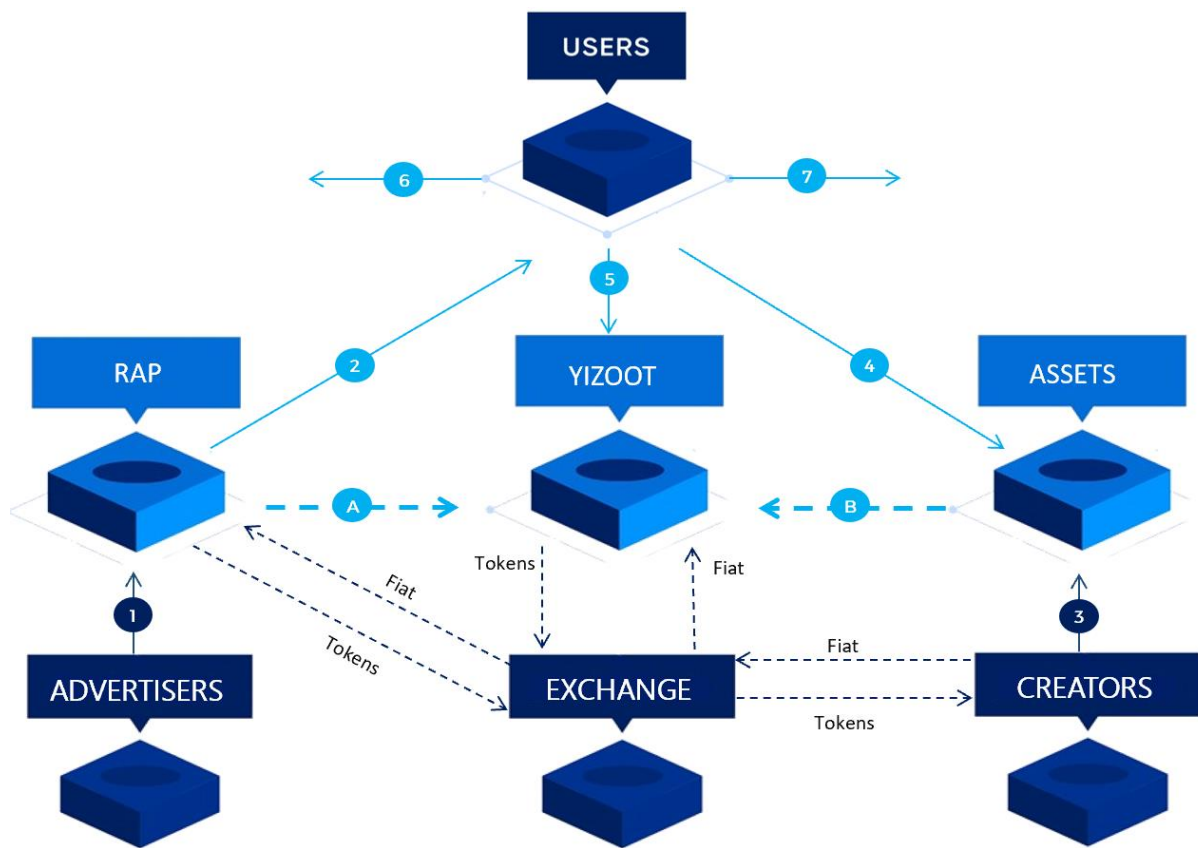 USERS
6
7
5
RAP
2
YIZOOT
4
ASSETS
A
B
Tokens
Fiat
Fiat
1
Tokens
3
Fiat
ADVERTISERS
EXCHANGE
CREATORS
Tokens